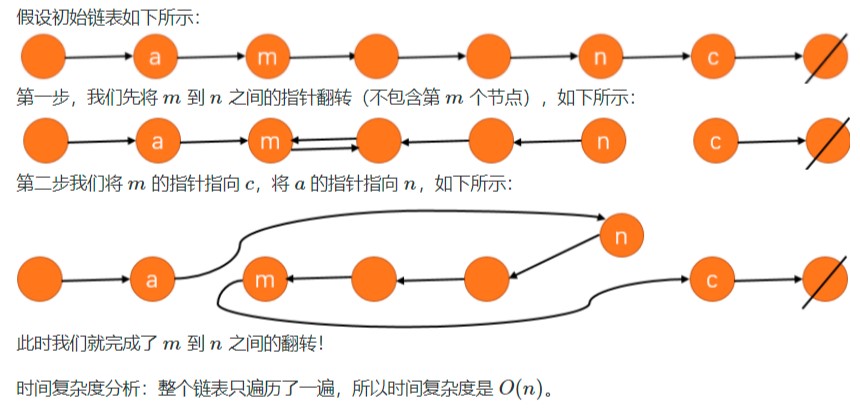 假设初始链表如下所示：
a m n c
第一步，我们先将 m 到 n 之间的指针翻转（不包含第 m 个节点），如下所示：
a m n c
第二步我们将 m 的指针指向 c，将 a 的指针指向 n，如下所示：
n
a m c
此时我们就完成了 m 到 n 之间的翻转！
时间复杂度分析：整个链表只遍历了一遍，所以时间复杂度是 O(n)。